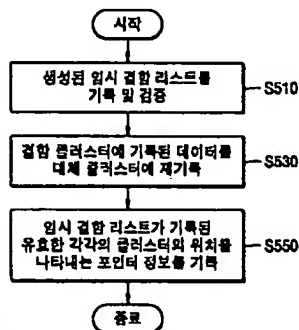 시작
생성된 임시 결함 리스트를
기록 및 검증
S510
결함 클러스터에 기록된 데이터를
대체 클러스터에 재기록
S530
임시 결함 리스트가 기록된
유효한 각각의 클러스터의 위치를
나타내는 포인터 정보를 기록
S550
종료